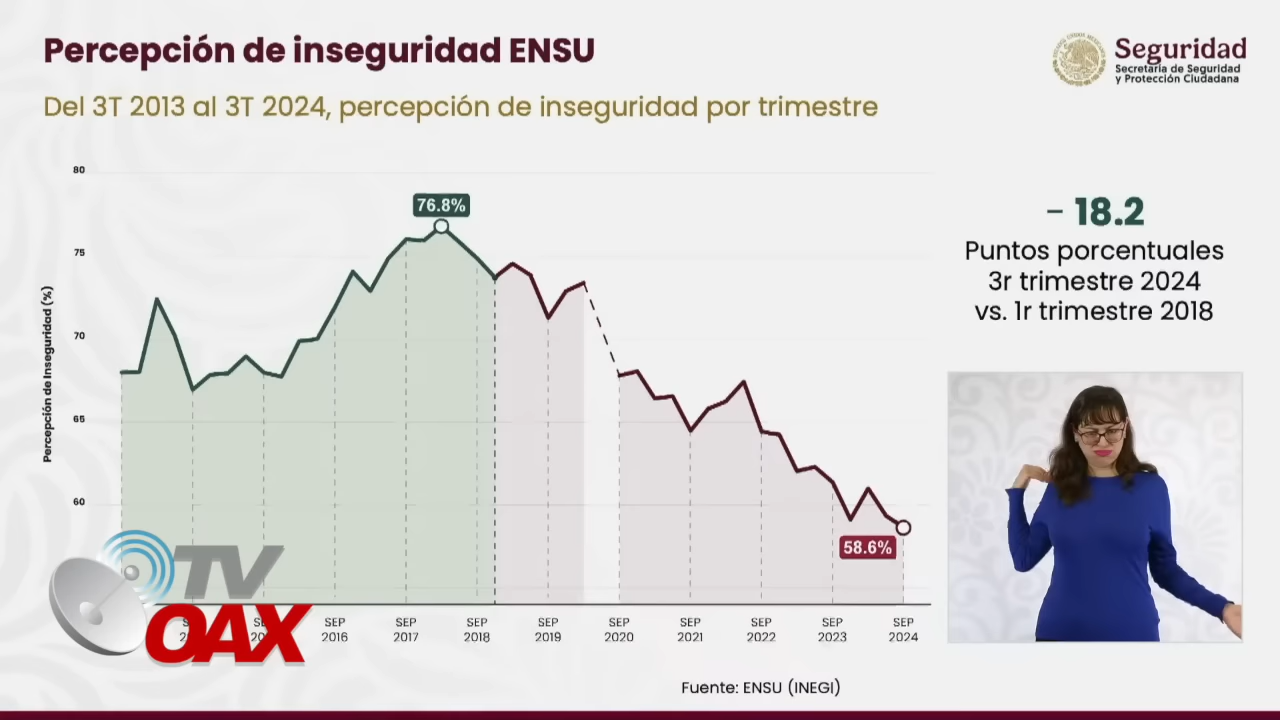 Percepción de inseguridad ENSU
Del 3T 2013 al 3T 2024, percepción de inseguridad por trimestre
Seguridad
Secretaría de Seguridad
y Protección Ciudadana
Percepción de Inseguridad (%)
80
75
70
65
60
76.8%
58.6%
– 18.2
Puntos porcentuales
3r trimestre 2024
vs. 1r trimestre 2018
SEP
2016
SEP
2017
SEP
2018
SEP
2019
SEP
2020
SEP
2021
SEP
2022
SEP
2023
SEP
2024
TV
OAX
Fuente: ENSU (INEGI)